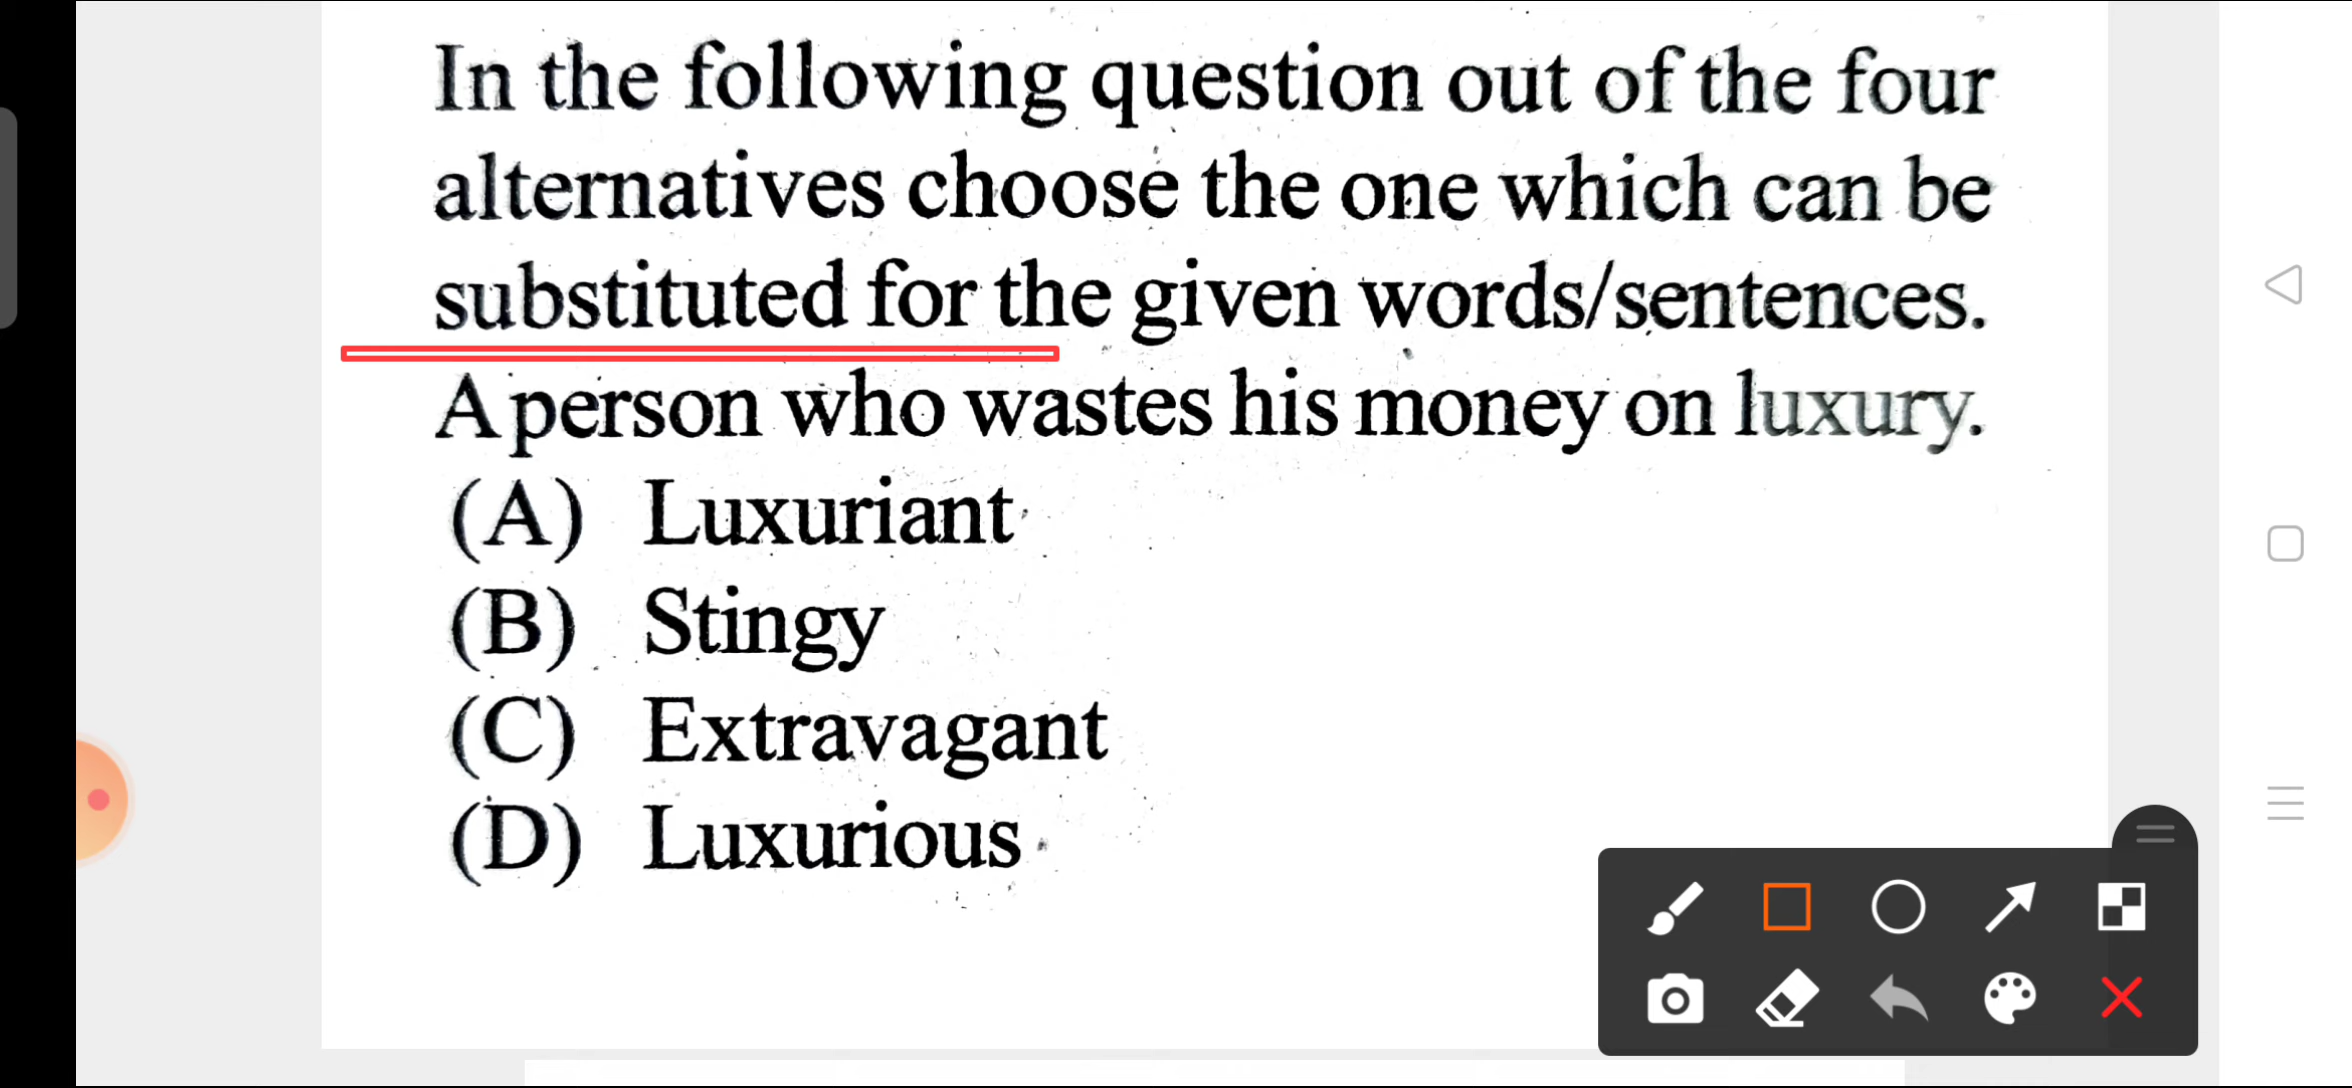 In the following question out of the four
alternatives choose the one which can be
substituted for the given words/sentences.
A person who wastes his money on luxury.
(A) Luxuriant
(B) Stingy
(C) Extravagant
(D) Luxurious